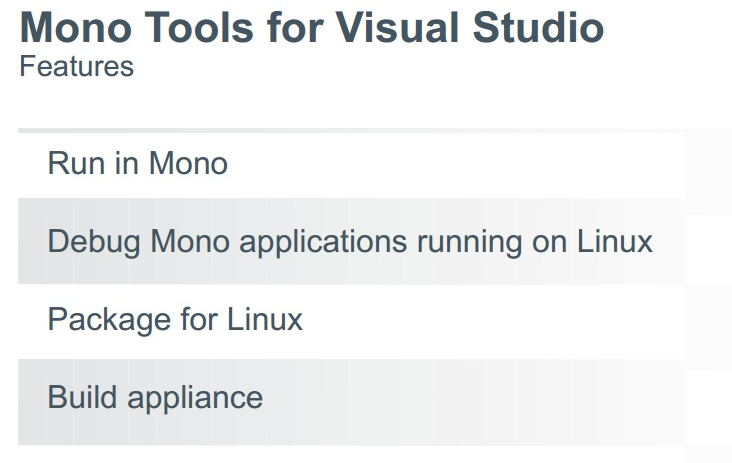 Mono Tools for Visual Studio
Features
Run in Mono
Debug Mono applications running on Linux
Package for Linux
Build appliance